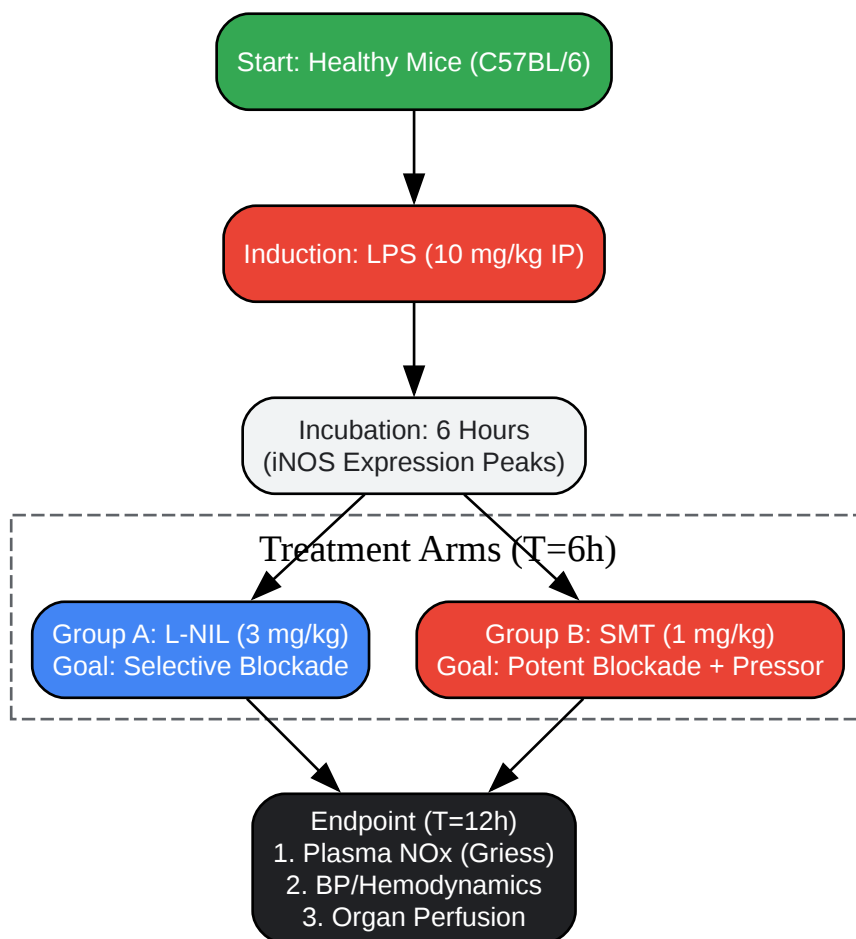 Start: Healthy Mice (C57BL/6)
Induction: LPS (10 mg/kg IP)
Incubation: 6 Hours
(iNOS Expression Peaks)
Treatment Arms (T=6h)
Group A: L-NIL (3 mg/kg)
Goal: Selective Blockade
Group B: SMT (1 mg/kg)
Goal: Potent Blockade + Pressor
Endpoint (T=12h)
1. Plasma NOx (Griess)
2. BP/Hemodynamics
3. Organ Perfusion